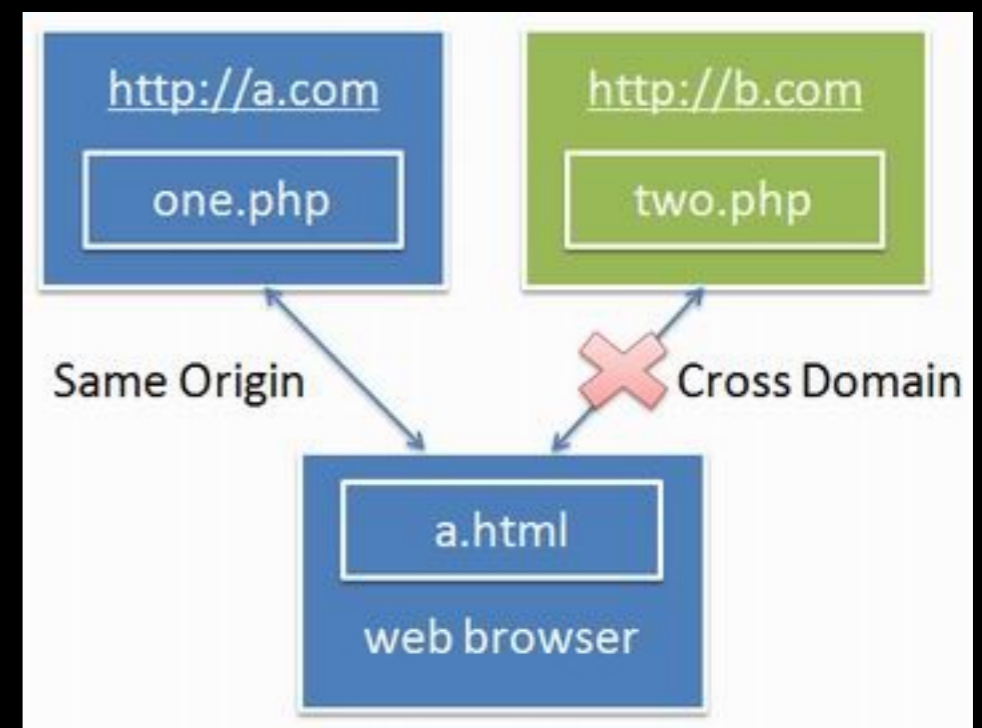 http://a.com
one.php
http://b.com
two.php
Same Origin
Cross Domain
a.html
web browser